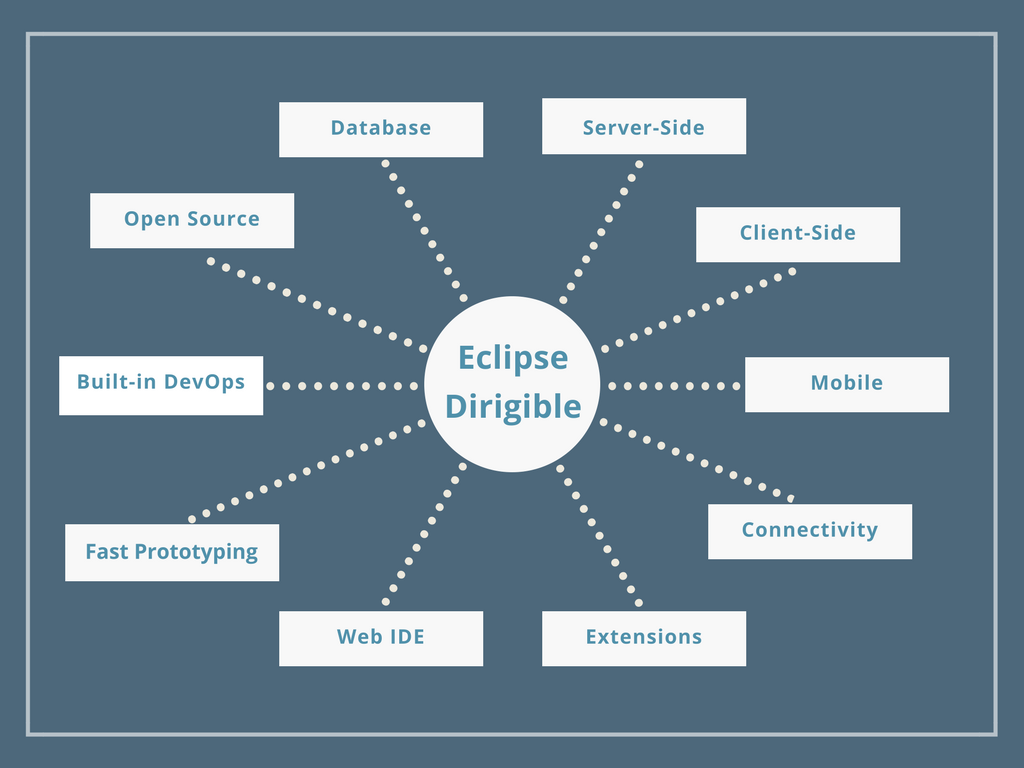 Database
Server-Side
Open Source
Client-Side
Eclipse
Dirigible
Built-in DevOps
Mobile
Fast Prototyping
Connectivity
Web IDE
Extensions